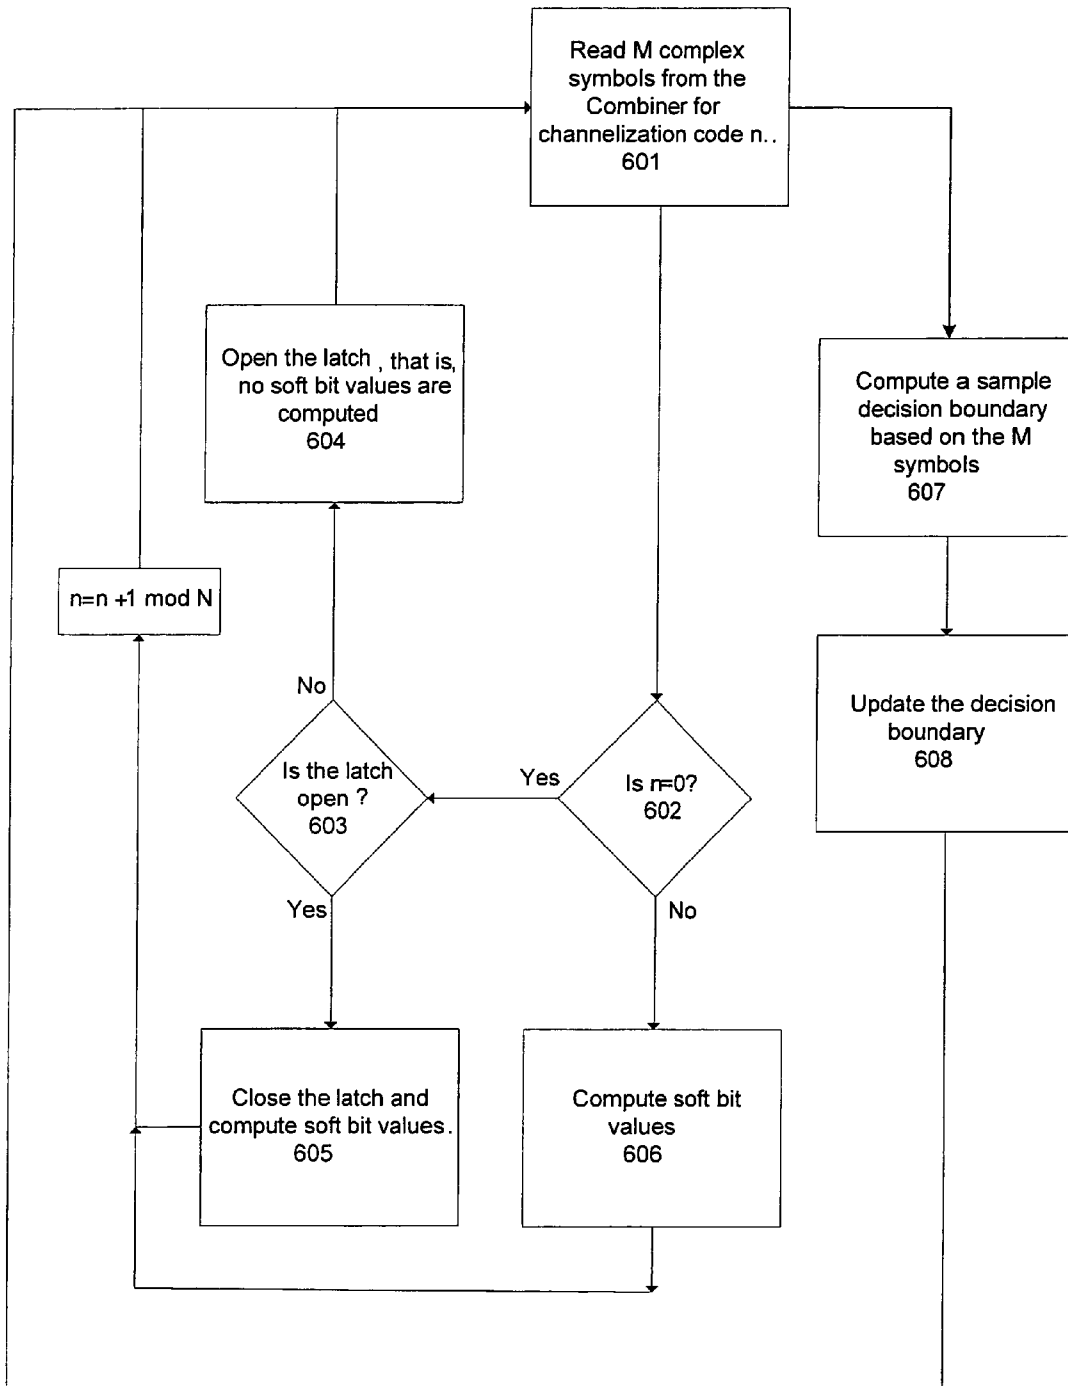 Read M complex
symbols from the
Combiner for
channelization code n..
601
Open the latch , that is,
no soft bit values are
computed
604
Compute a sample
decision boundary
based on the M
symbols
607
n=n +1 mod N
Update the decision
boundary
608
No
Is the latch
open ?
603
Yes
Is n=0?
602
Yes
No
Close the latch and
compute soft bit values.
605
Compute soft bit
values
606